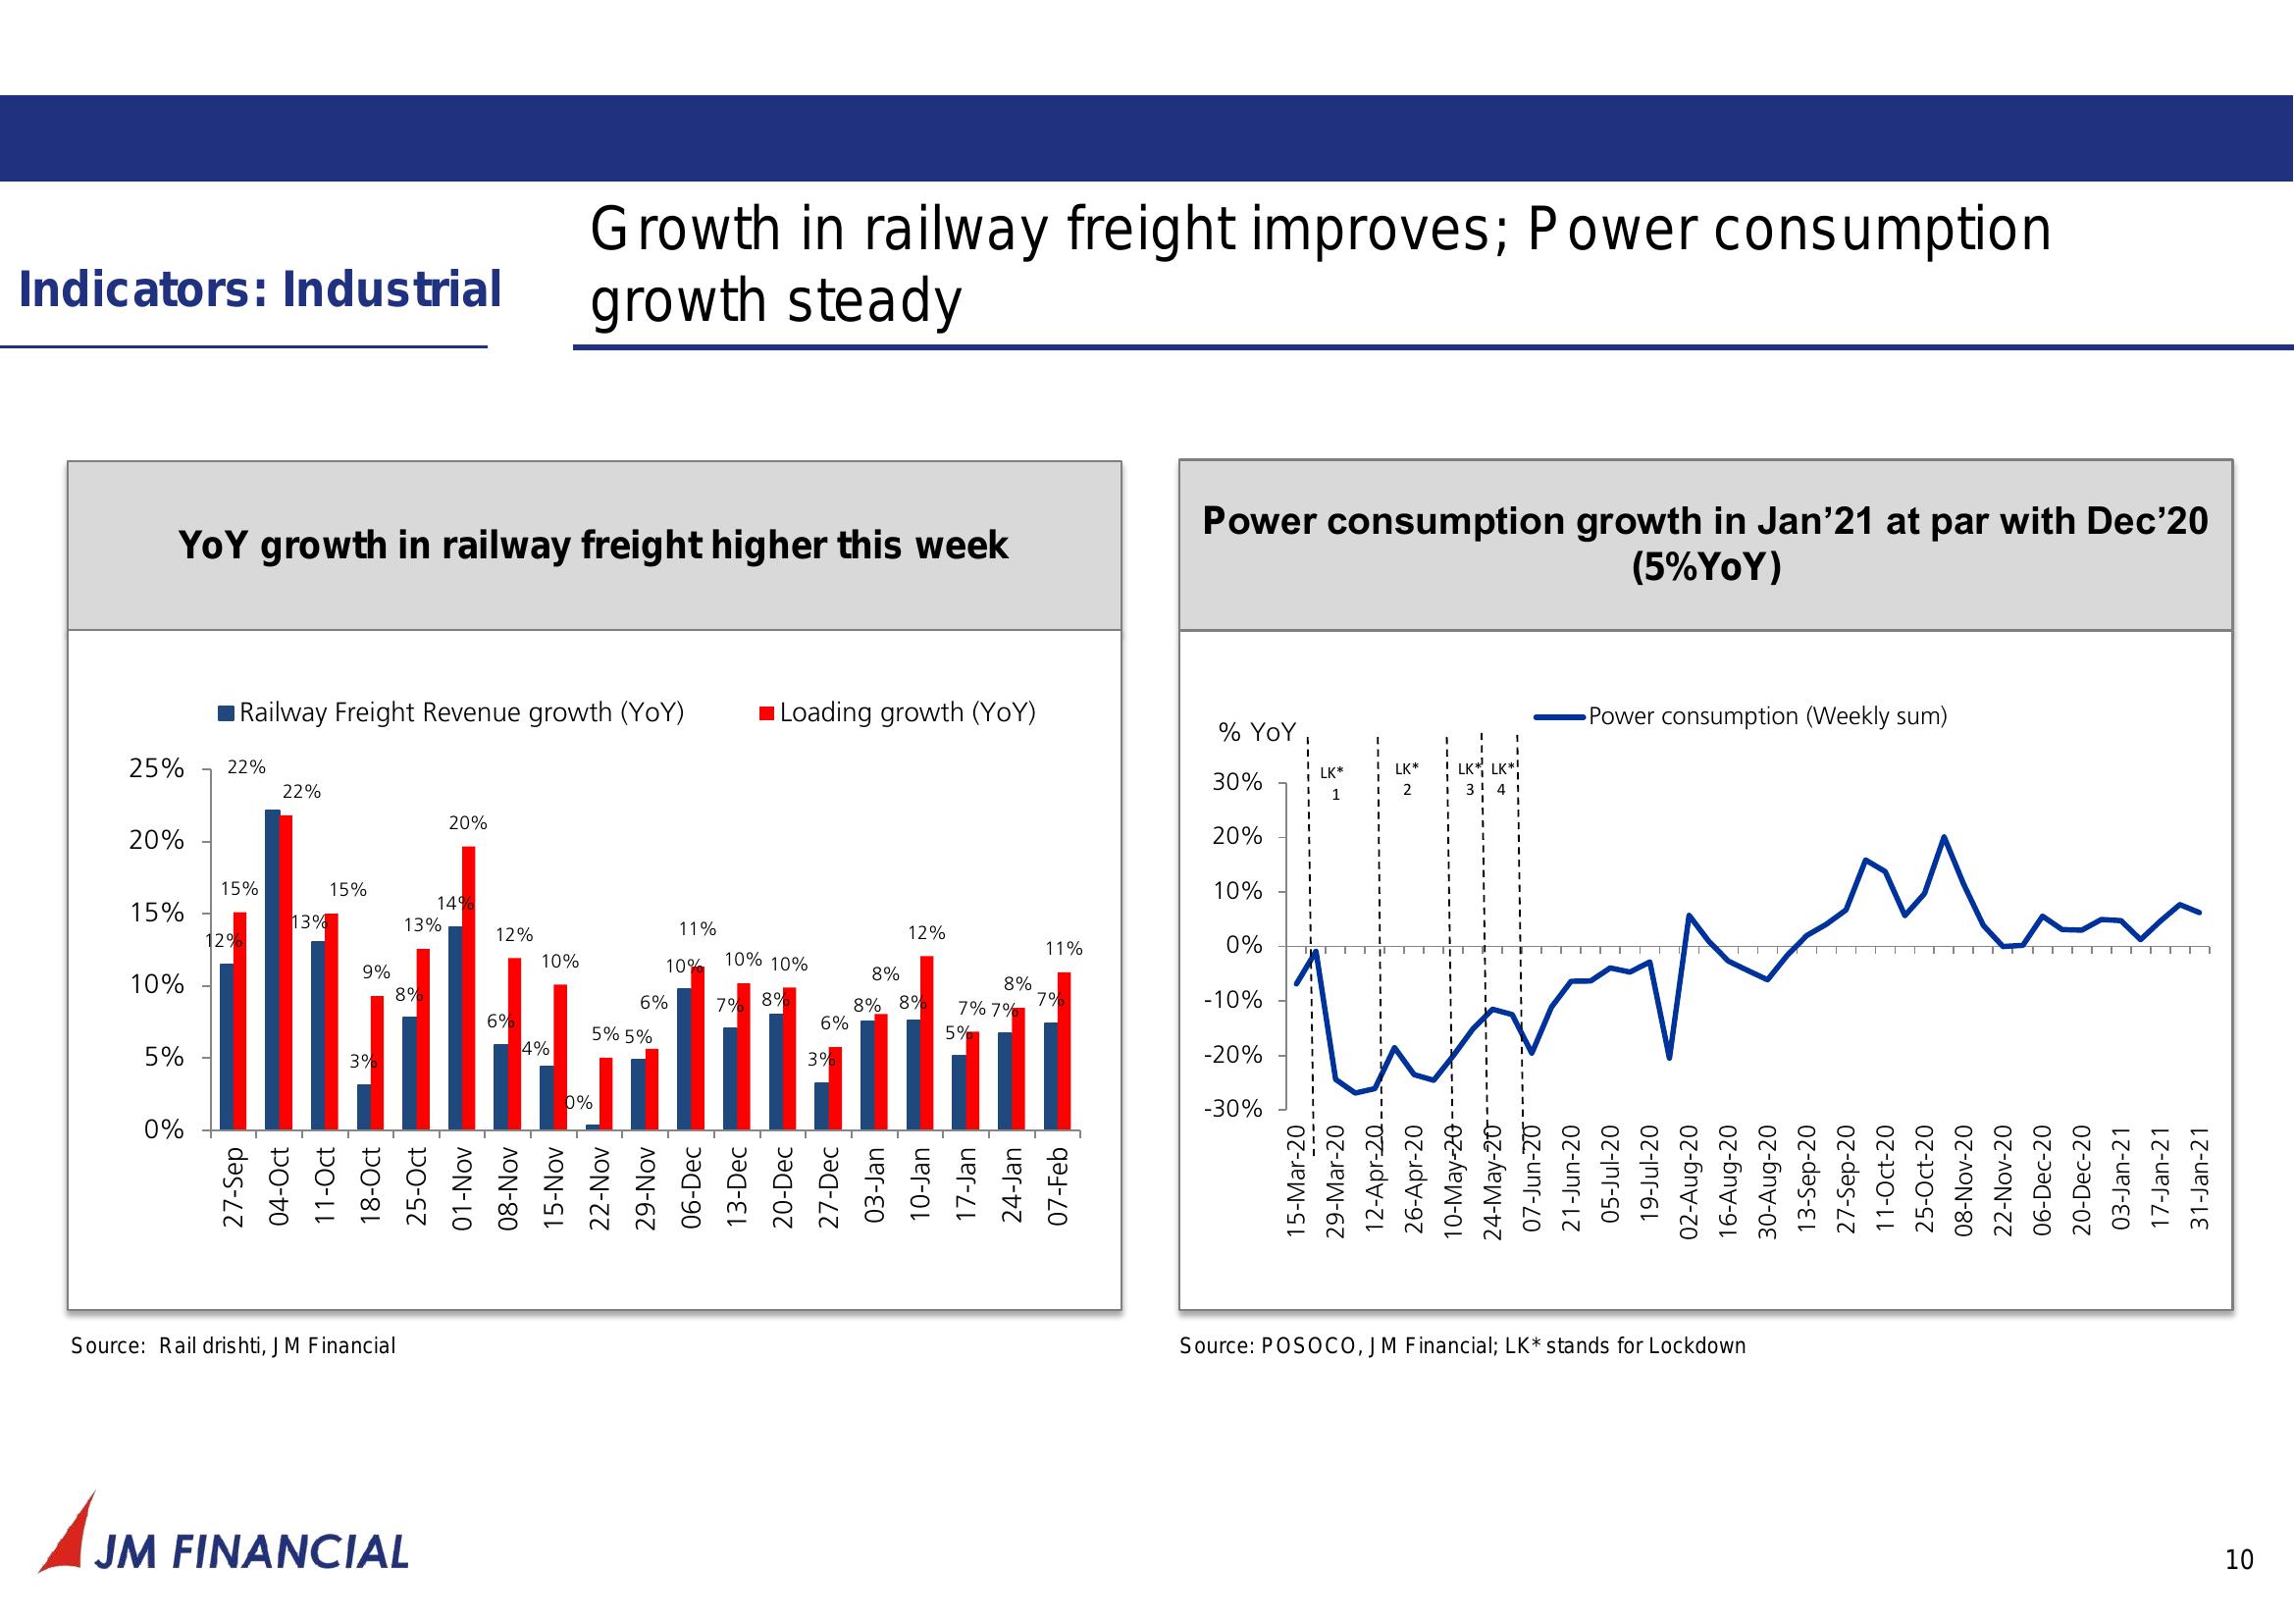 Indicators: Industrial
Growth in railway freight improves; Power consumption
growth steady
YoY growth in railway freight higher this week
Railway Freight Revenue growth (YoY)
Loading growth (YoY)
25%
20%
15%
10%
5%
0%
12%
15%
22%
22%
13%
15%
3%
9%
8%
13%
14%
20%
6%
12%
4%
10%
0%
5%
5%
6%
10%
11%
7%
10%
8%
10%
3%
6%
8%
8%
8%
12%
5%
7%
7%
8%
7%
11%
27-Sep
04-Oct
11-Oct
18-Oct
25-Oct
01-Nov
08-Nov
15-Nov
22-Nov
29-Nov
06-Dec
13-Dec
20-Dec
27-Dec
03-Jan
10-Jan
17-Jan
24-Jan
07-Feb
Source: Rail drishti, JM Financial
Power consumption growth in Jan’21 at par with Dec’20
(5%YoY)
% YoY
Power consumption (Weekly sum)
LK*
1
LK*
2
LK*
3
LK*
4
30%
20%
10%
0%
-10%
-20%
-30%
15-Mar-20
29-Mar-20
12-Apr-20
26-Apr-20
10-May-20
24-May-20
07-Jun-20
21-Jun-20
05-Jul-20
19-Jul-20
02-Aug-20
16-Aug-20
30-Aug-20
13-Sep-20
27-Sep-20
11-Oct-20
25-Oct-20
08-Nov-20
22-Nov-20
06-Dec-20
20-Dec-20
03-Jan-21
17-Jan-21
31-Jan-21
Source: POSOCO, JM Financial; LK* stands for Lockdown
JM FINANCIAL
10